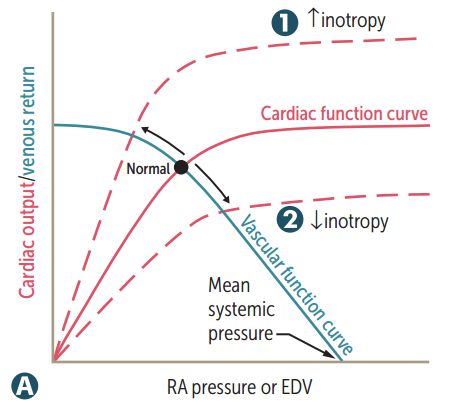 1 ↑inotropy
Cardiac function curve
Cardiac output/venous return
Normal
2 ↓inotropy
Vascular function curve
Mean
systemic
pressure
A
RA pressure or EDV